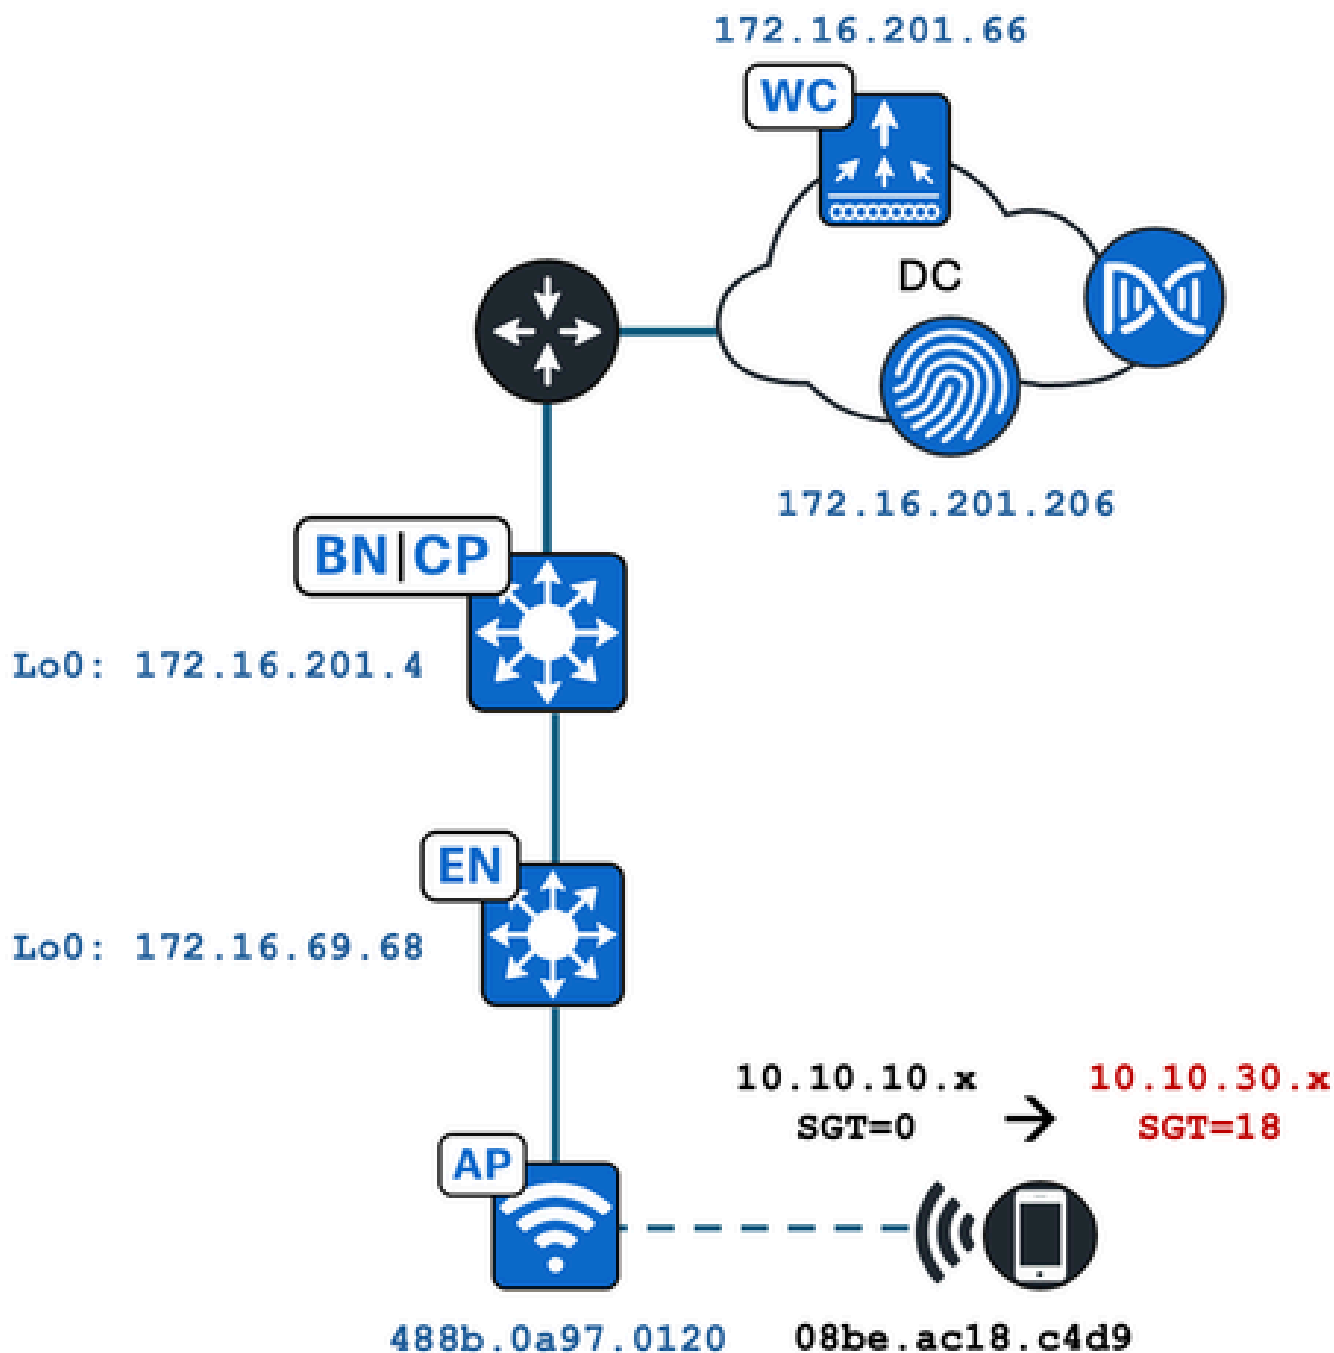 172.16.201.66
WC
DC
172.16.201.206
BN|CP
Lo0: 172.16.201.4
EN
Lo0: 172.16.69.68
10.10.10.x
SGT=0
10.10.30.x
SGT=18
AP
488b.0a97.0120
08be.ac18.c4d9